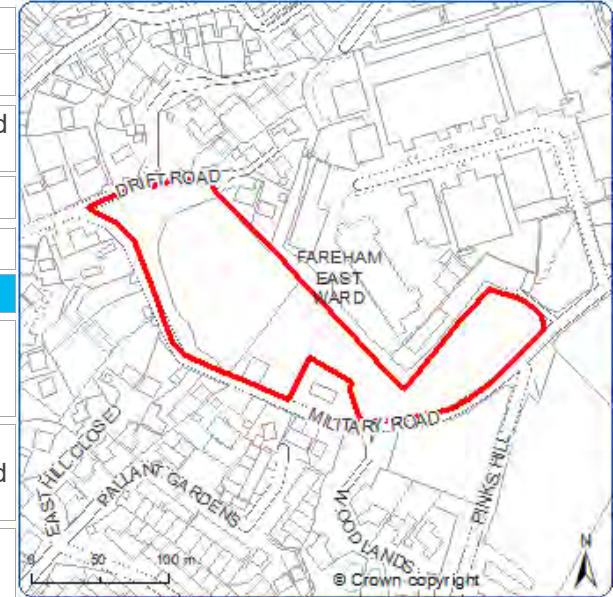 d
DRIFT ROAD
FAREHAM
EAST
WARD
MILITARY ROAD
EAST HILL CLOSE
PALLANT GARDENS
WOODLANDS
PINKS HILL
d
N
0 50 100 m
© Crown copyright